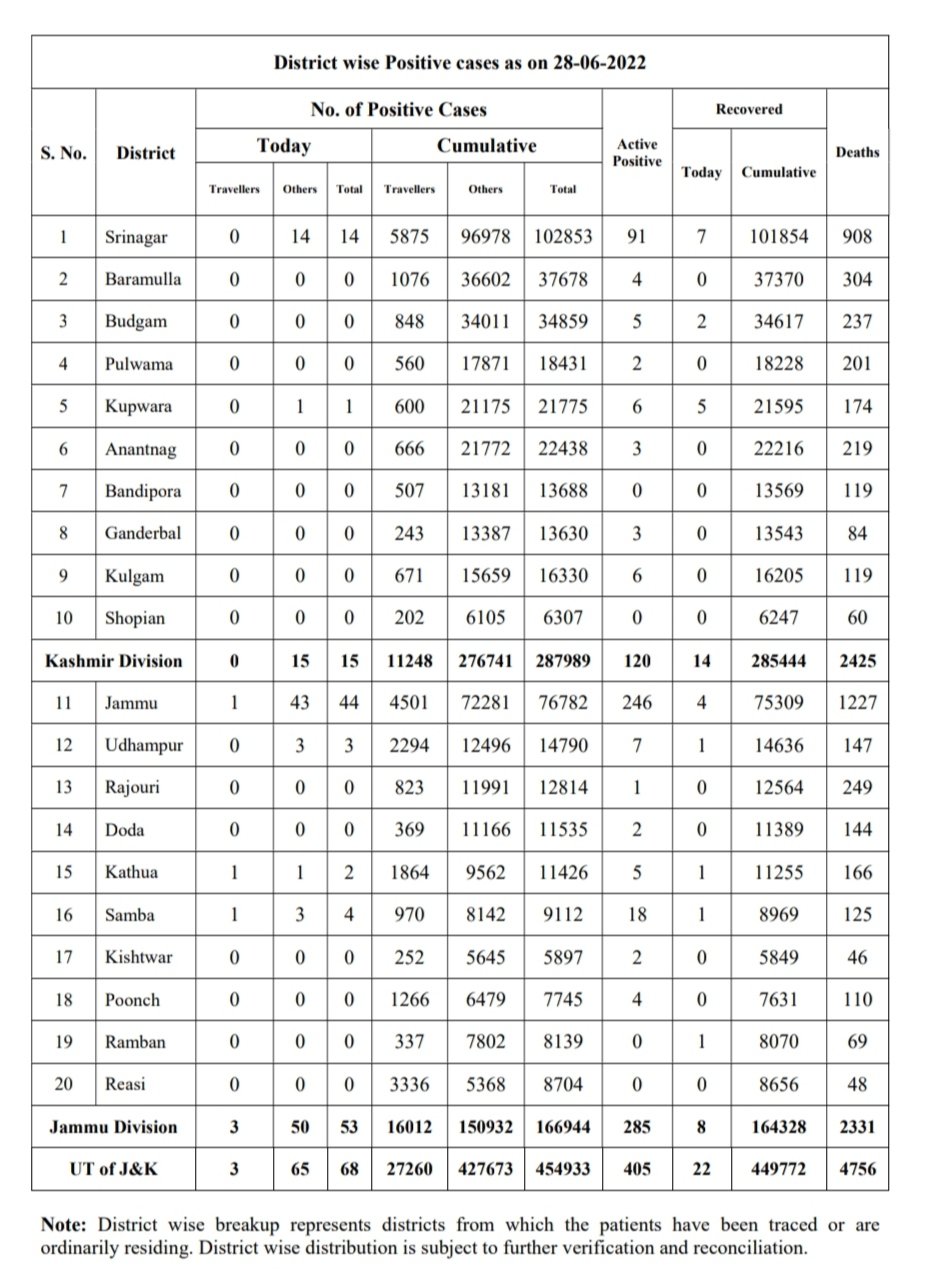 District wise Positive cases as on 28-06-2022
S. No. District No. of Positive Cases Active Positive Recovered Deaths
Today Cumulative Today Cumulative
Travellers Others Total Travellers Others Total
1 Srinagar 0 14 14 5875 96978 102853 91 7 101854 908
2 Baramulla 0 0 0 1076 36602 37678 4 0 37370 304
3 Budgam 0 0 0 848 34011 34859 5 2 34617 237
4 Pulwama 0 0 0 560 17871 18431 2 0 18228 201
5 Kupwara 0 1 1 600 21175 21775 6 5 21595 174
6 Anantnag 0 0 0 666 21772 22438 3 0 22216 219
7 Bandipora 0 0 0 507 13181 13688 0 0 13569 119
8 Ganderbal 0 0 0 243 13387 13630 3 0 13543 84
9 Kulgam 0 0 0 671 15659 16330 6 0 16205 119
10 Shopian 0 0 0 202 6105 6307 0 0 6247 60
Kashmir Division 0 15 15 11248 276741 287989 120 14 285444 2425
11 Jammu 1 43 44 4501 72281 76782 246 4 75309 1227
12 Udhampur 0 3 3 2294 12496 14790 7 1 14636 147
13 Rajouri 0 0 0 823 11991 12814 1 0 12564 249
14 Doda 0 0 0 369 11166 11535 2 0 11389 144
15 Kathua 1 1 2 1864 9562 11426 5 1 11255 166
16 Samba 1 3 4 970 8142 9112 18 1 8969 125
17 Kishtwar 0 0 0 252 5645 5897 2 0 5849 46
18 Poonch 0 0 0 1266 6479 7745 4 0 7631 110
19 Ramban 0 0 0 337 7802 8139 0 1 8070 69
20 Reasi 0 0 0 3336 5368 8704 0 0 8656 48
Jammu Division 3 50 53 16012 150932 166944 285 8 164328 2331
UT of J&K 3 65 68 27260 427673 454933 405 22 449772 4756
Note: District wise breakup represents districts from which the patients have been traced or are
ordinarily residing. District wise distribution is subject to further verification and reconciliation.